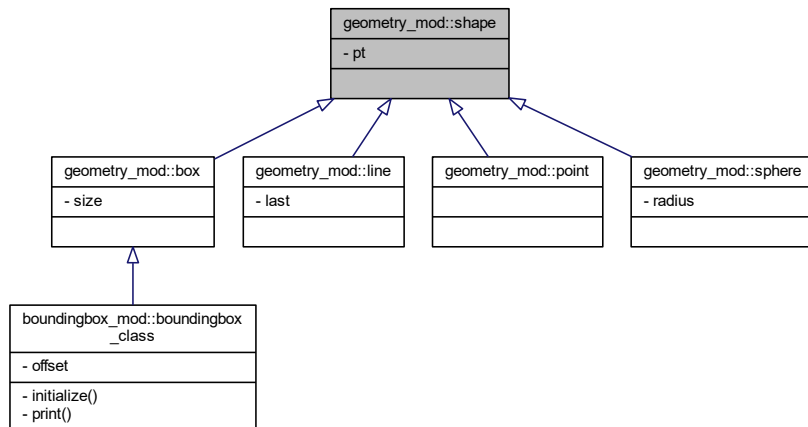 geometry_mod::shape
- pt
geometry_mod::box
- size
geometry_mod::line
- last
geometry_mod::point
geometry_mod::sphere
- radius
boundingbox_mod::boundingbox
_class
- offset
- initialize()
- print()